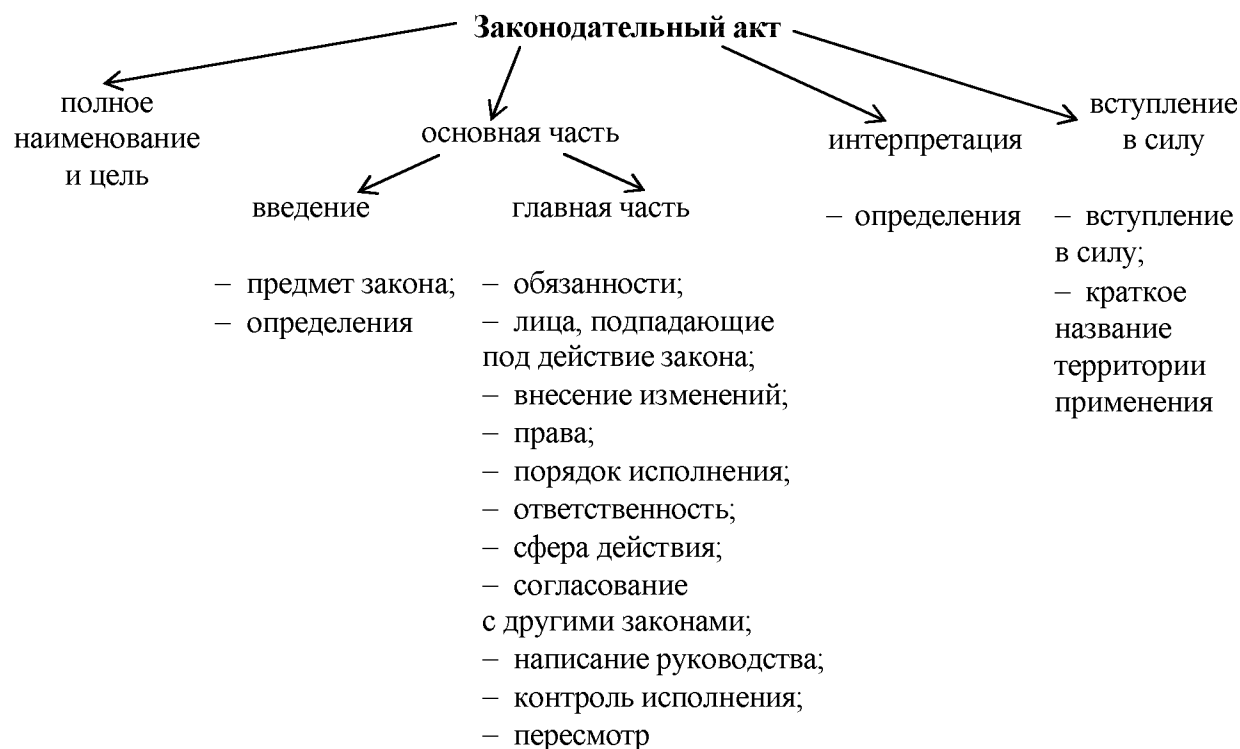 Законодательный акт
полное
наименование
и цель
основная часть
введение
– предмет закона;
– определения
главная часть
– обязанности;
– лица, подпадающие
под действие закона;
– внесение изменений;
– права;
– порядок исполнения;
– ответственность;
– сфера действия;
– согласование
с другими законами;
– написание руководства;
– контроль исполнения;
– пересмотр
интерпретация
– определения
вступление
в силу
– вступление
в силу;
– краткое
название
территории
применения